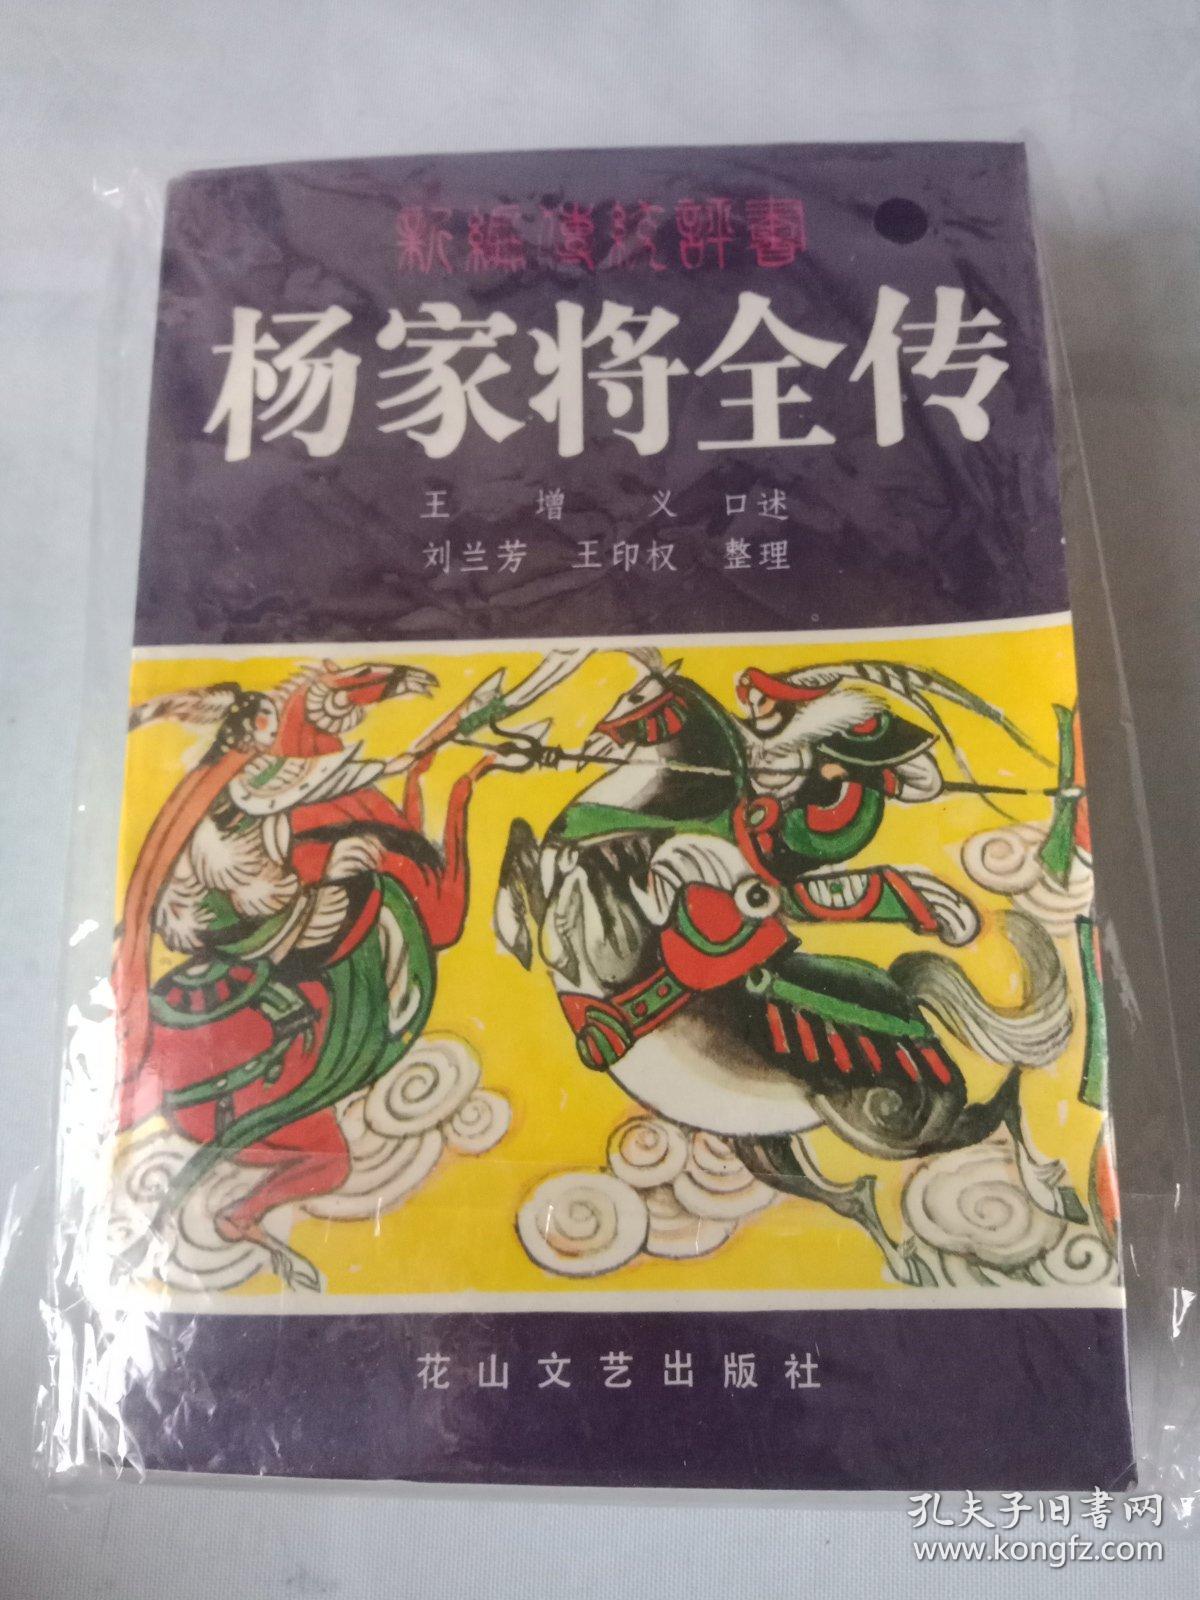 新編傳統評書
杨家将全传
王增义 口述
刘兰芳 王印权 整理
花山文艺出版社
孔夫子旧书网
www.kongfz.com